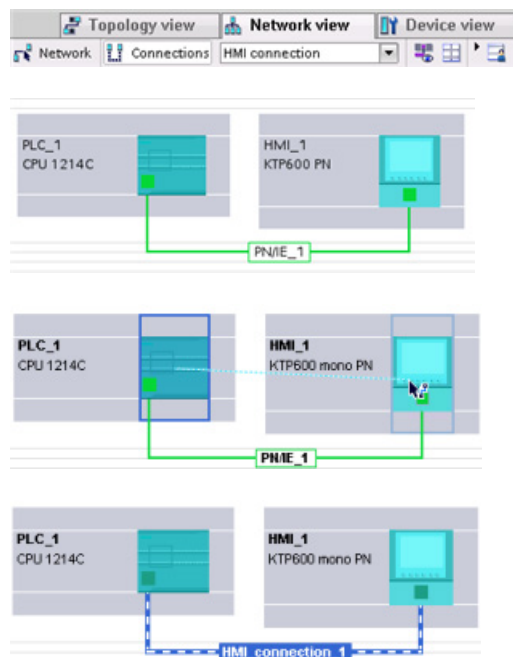 Topology view Network view Device view
Network Connections HMI connection
PLC_1 HMI_1
CPU 1214C KTP600 PN
PN/IE_1
PLC_1 HMI_1
CPU 1214C KTP600 mono PN
PN/IE_1
PLC_1 HMI_1
CPU 1214C KTP600 mono PN
HMI_connection_1